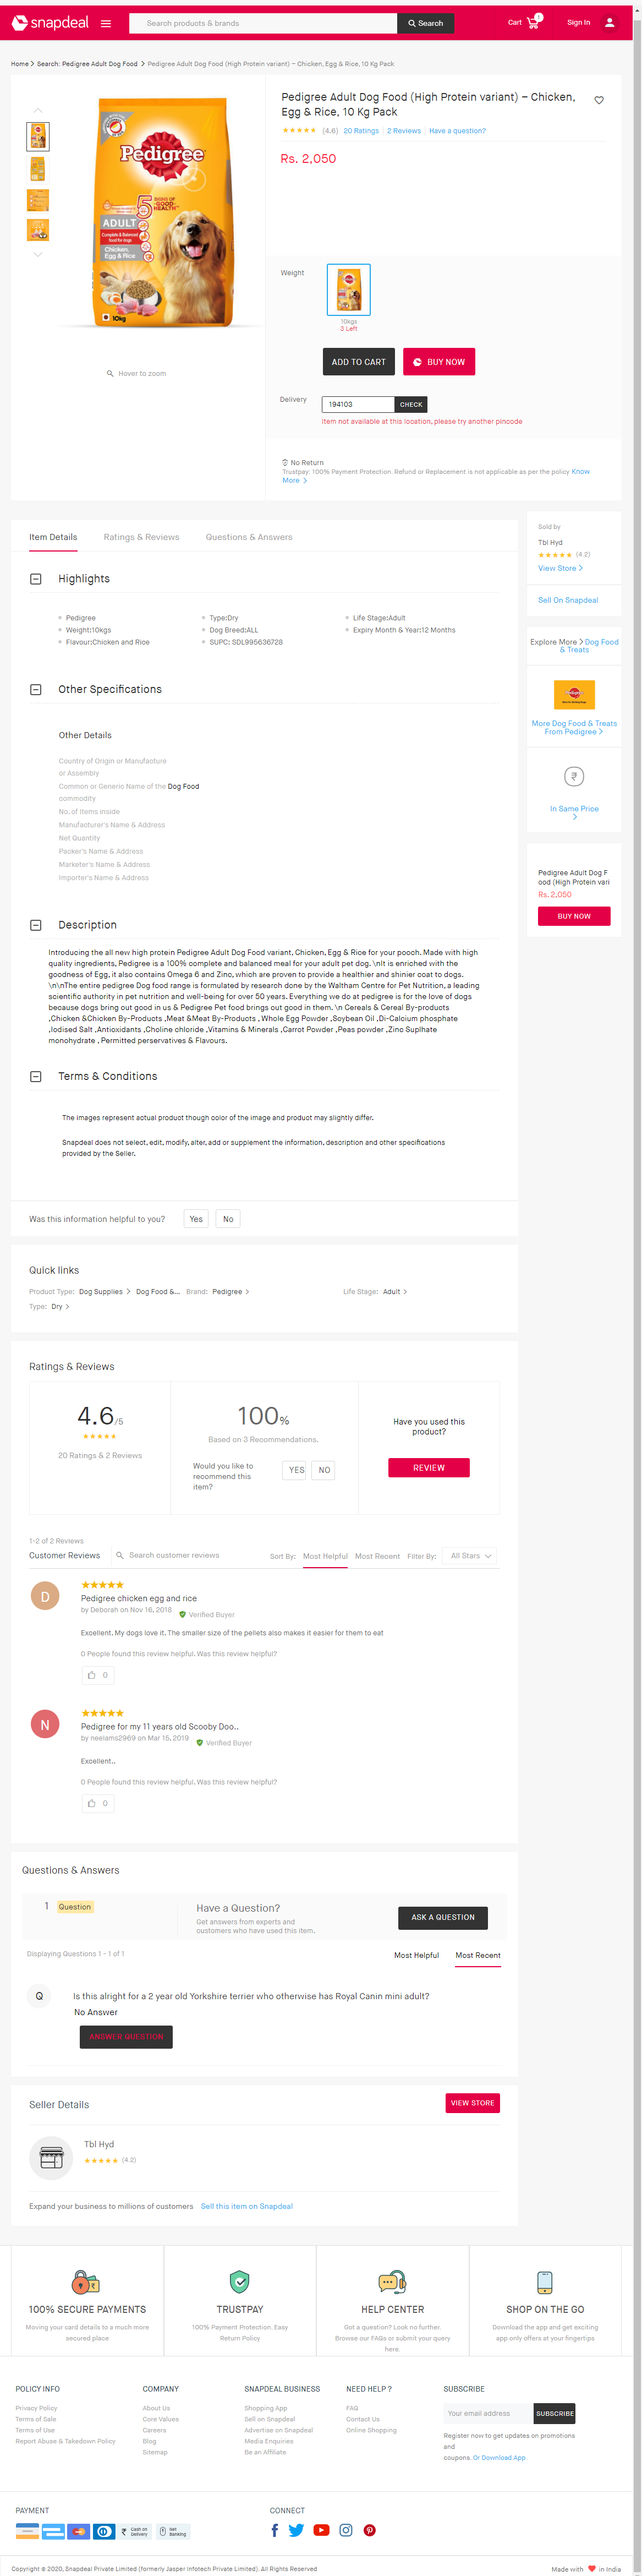 snapdeal
Search products & brands
Search
Cart
1
Sign In
Home > Search: Pedigree Adult Dog Food > Pedigree Adult Dog Food (High Protein variant) – Chicken, Egg & Rice, 10 Kg Pack
Pedigree
5 SIGNS OF GOOD HEALTH
ADULT
Complete & Balanced food for dogs
Chicken, Egg & Rice
10kg
Hover to zoom
Pedigree Adult Dog Food (High Protein variant) – Chicken,
Egg & Rice, 10 Kg Pack
(4.6) 20 Ratings 2 Reviews Have a question?
Rs. 2,050
Weight
10kgs
3 Left
ADD TO CART
BUY NOW
Delivery
194103
CHECK
Item not available at this location, please try another pincode
No Return
Trustpay: 100% Payment Protection. Refund or Replacement is not applicable as per the policy Know
More >
Item Details Ratings & Reviews Questions & Answers
Highlights
Pedigree
Type:Dry
Life Stage:Adult
Weight:10kgs
Dog Breed:ALL
Expiry Month & Year:12 Months
Flavour:Chicken and Rice
SUPC: SDL995636728
Other Specifications
Other Details
Country of Origin or Manufacture
or Assembly
Common or Generic Name of the Dog Food
commodity
No. of Items inside
Manufacturer's Name & Address
Net Quantity
Packer's Name & Address
Marketer's Name & Address
Importer's Name & Address
Description
Introducing the all new high protein Pedigree Adult Dog Food variant, Chicken, Egg & Rice for your pooch. Made with high
quality ingredients, Pedigree is a 100% complete and balanced meal for your adult pet dog. \nIt is enriched with the
goodness of Egg, it also contains Omega 6 and Zinc, which are proven to provide a healthier and shinier coat to dogs.
\n\nThe entire pedigree Dog food range is formulated by research done by the Waltham Centre for Pet Nutrition, a leading
scientific authority in pet nutrition and well-being for over 50 years. Everything we do at pedigree is for the love of dogs
because dogs bring out good in us & Pedigree Pet food brings out good in them. \n Cereals & Cereal By-products
,Chicken &Chicken By-Products ,Meat &Meat By-Products , Whole Egg Powder ,Soybean Oil ,Di-Calcium phosphate
,Iodised Salt ,Antioxidants ,Choline chloride ,Vitamins & Minerals ,Carrot Powder ,Peas powder ,Zinc Suplhate
monohydrate , Permitted perservatives & Flavours.
Terms & Conditions
The images represent actual product though color of the image and product may slightly differ.
Snapdeal does not select, edit, modify, alter, add or supplement the information, description and other specifications
provided by the Seller.
Was this information helpful to you? Yes No
Sold by
Tbl Hyd
(4.2)
View Store >
Sell On Snapdeal
Explore More > Dog Food
& Treats
More Dog Food & Treats
From Pedigree >
₹
In Same Price
>
Pedigree Adult Dog F
ood (High Protein vari
Rs. 2,050
BUY NOW
Quick links
Product Type: Dog Supplies > Dog Food &... Brand: Pedigree > Life Stage: Adult >
Type: Dry >
Ratings & Reviews
4.6/5
20 Ratings & 2 Reviews
100%
Based on 3 Recommendations.
Would you like to
recommend this
item?
YES NO
Have you used this
product?
REVIEW
1-2 of 2 Reviews
Customer Reviews Search customer reviews Sort By: Most Helpful Most Recent Filter By: All Stars
D
Pedigree chicken egg and rice
by Deborah on Nov 16, 2018 Verified Buyer
Excellent. My dogs love it. The smaller size of the pellets also makes it easier for them to eat
0 People found this review helpful. Was this review helpful?
0
N
Pedigree for my 11 years old Scooby Doo..
by neelams2969 on Mar 15, 2019 Verified Buyer
Excellent..
0 People found this review helpful. Was this review helpful?
0
Questions & Answers
1 Question
Have a Question?
Get answers from experts and
customers who have used this item.
ASK A QUESTION
Displaying Questions 1 - 1 of 1
Most Helpful Most Recent
Q
Is this alright for a 2 year old Yorkshire terrier who otherwise has Royal Canin mini adult?
No Answer
ANSWER QUESTION
Seller Details
VIEW STORE
Tbl Hyd
(4.2)
Expand your business to millions of customers Sell this item on Snapdeal
100% SECURE PAYMENTS
Moving your card details to a much more
secured place
TRUSTPAY
100% Payment Protection. Easy
Return Policy
HELP CENTER
Got a question? Look no further.
Browse our FAQs or submit your query
here.
SHOP ON THE GO
Download the app and get exciting
app only offers at your fingertips
POLICY INFO
Privacy Policy
Terms of Sale
Terms of Use
Report Abuse & Takedown Policy
COMPANY
About Us
Core Values
Careers
Blog
Sitemap
SNAPDEAL BUSINESS
Shopping App
Sell on Snapdeal
Advertise on Snapdeal
Media Enquiries
Be an Affiliate
NEED HELP ?
FAQ
Contact Us
Online Shopping
SUBSCRIBE
Your email address
SUBSCRIBE
Register now to get updates on promotions
and
coupons. Or Download App
PAYMENT
Cash on Delivery
Net Banking
CONNECT
Copyright © 2020, Snapdeal Private Limited (formerly Jasper Infotech Private Limited). All Rights Reserved
Made with in India